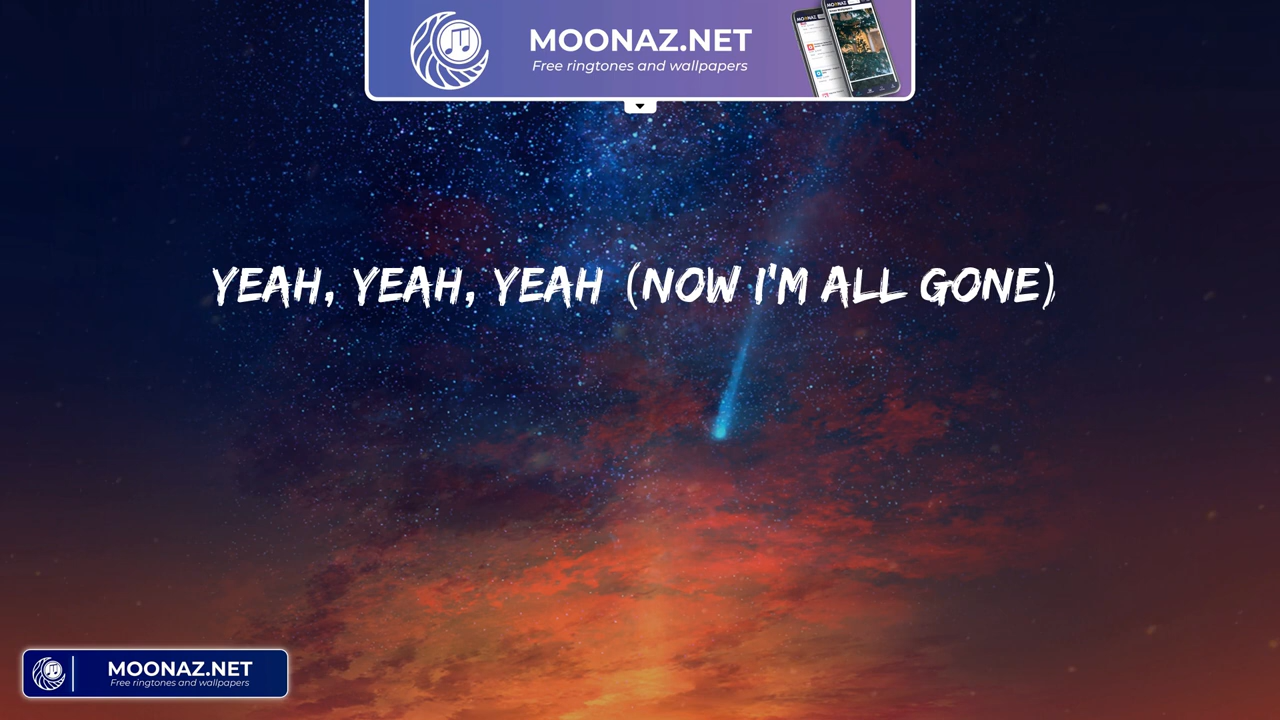 MOONAZ.NET
Free ringtones and wallpapers
YEAH, YEAH, YEAH (NOW I'M ALL GONE)
MOONAZ.NET
Free ringtones and wallpapers